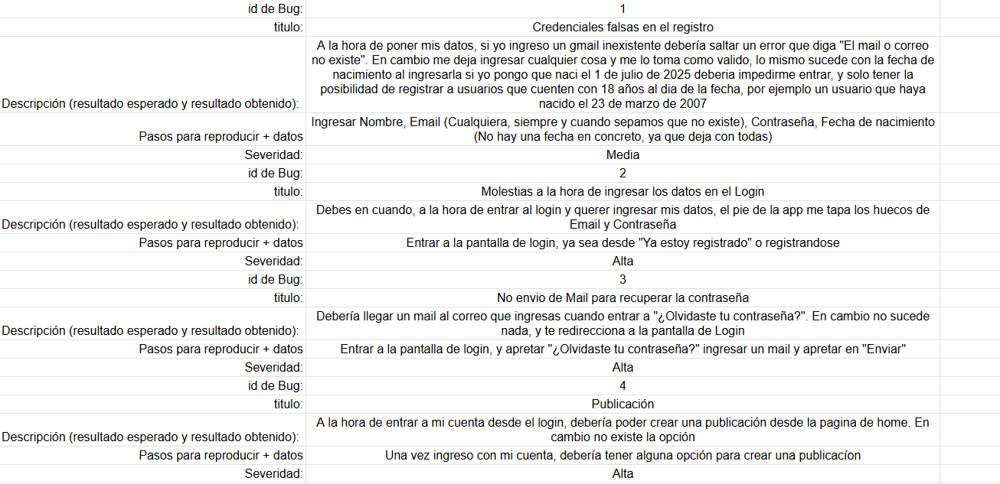 id de Bug: 1
titulo: Credenciales falsas en el registro
A la hora de poner mis datos, si yo ingreso un gmail inexistente debería saltar un error que diga "El mail o correo
no existe". En cambio me deja ingresar cualquier cosa y me lo toma como valido, lo mismo sucede con la fecha de
nacimiento al ingresarla si yo pongo que naci el 1 de julio de 2025 deberia impedirme entrar, y solo tener la
posibilidad de registrar a usuarios que cuenten con 18 años al dia de la fecha, por ejemplo un usuario que haya
Descripción (resultado esperado y resultado obtenido): nacido el 23 de marzo de 2007
Ingresar Nombre, Email (Cualquiera, siempre y cuando sepamos que no existe), Contraseña, Fecha de nacimiento
Pasos para reproducir + datos (No hay una fecha en concreto, ya que deja con todas)
Severidad: Media
id de Bug: 2
titulo: Molestias a la hora de ingresar los datos en el Login
Debes en cuando, a la hora de entrar al login y querer ingresar mis datos, el pie de la app me tapa los huecos de
Descripción (resultado esperado y resultado obtenido): Email y Contraseña
Pasos para reproducir + datos Entrar a la pantalla de login, ya sea desde "Ya estoy registrado" o registrandose
Severidad: Alta
id de Bug: 3
titulo: No envio de Mail para recuperar la contraseña
Debería llegar un mail al correo que ingresas cuando entrar a "¿Olvidaste tu contraseña?". En cambio no sucede
Descripción (resultado esperado y resultado obtenido): nada, y te redirecciona a la pantalla de Login
Pasos para reproducir + datos Entrar a la pantalla de login, y apretar "¿Olvidaste tu contraseña?" ingresar un mail y apretar en "Enviar"
Severidad: Alta
id de Bug: 4
titulo: Publicación
A la hora de entrar a mi cuenta desde el login, debería poder crear una publicación desde la pagina de home. En
Descripción (resultado esperado y resultado obtenido): cambio no existe la opción
Pasos para reproducir + datos Una vez ingreso con mi cuenta, debería tener alguna opción para crear una publicacíon
Severidad: Alta